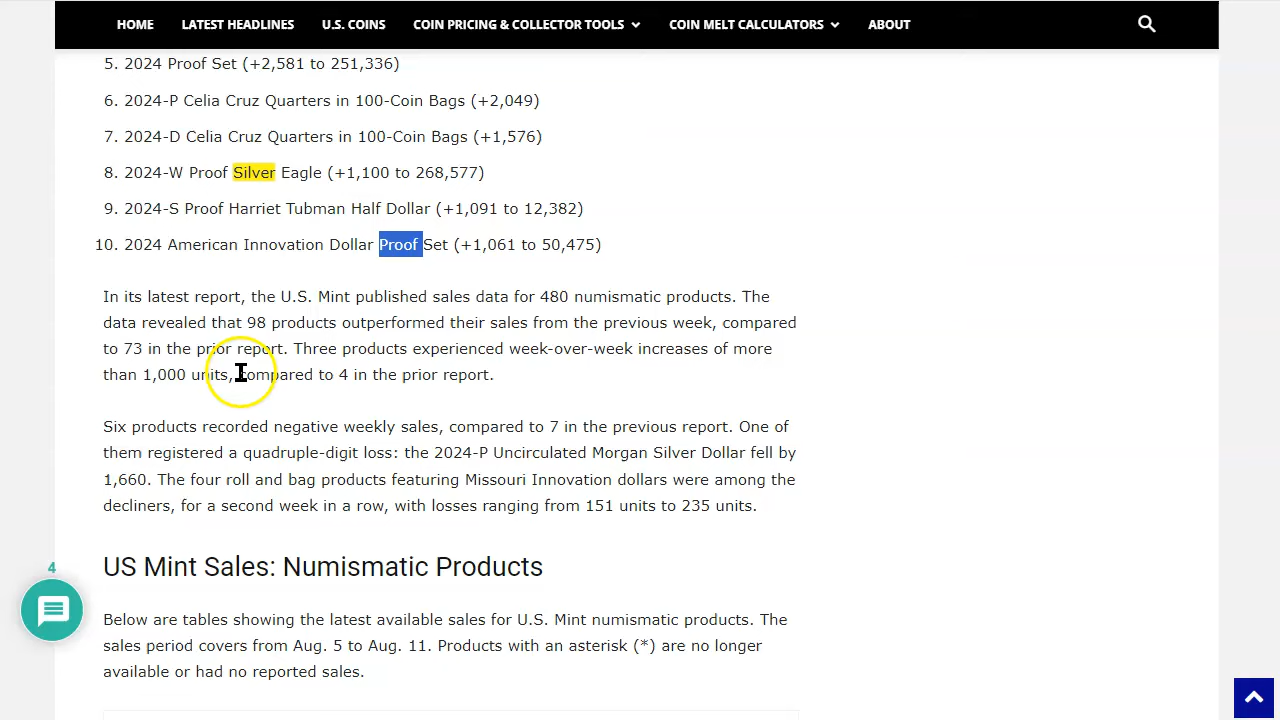 HOME LATEST HEADLINES U.S. COINS COIN PRICING & COLLECTOR TOOLS COIN MELT CALCULATORS ABOUT
5. 2024 Proof Set (+2,581 to 251,336)
6. 2024-P Celia Cruz Quarters in 100-Coin Bags (+2,049)
7. 2024-D Celia Cruz Quarters in 100-Coin Bags (+1,576)
8. 2024-W Proof Silver Eagle (+1,100 to 268,577)
9. 2024-S Proof Harriet Tubman Half Dollar (+1,091 to 12,382)
10. 2024 American Innovation Dollar Proof Set (+1,061 to 50,475)
In its latest report, the U.S. Mint published sales data for 480 numismatic products. The
data revealed that 98 products outperformed their sales from the previous week, compared
to 73 in the prior report. Three products experienced week-over-week increases of more
than 1,000 units, compared to 4 in the prior report.
Six products recorded negative weekly sales, compared to 7 in the previous report. One of
them registered a quadruple-digit loss: the 2024-P Uncirculated Morgan Silver Dollar fell by
1,660. The four roll and bag products featuring Missouri Innovation dollars were among the
decliners, for a second week in a row, with losses ranging from 151 units to 235 units.
4
US Mint Sales: Numismatic Products
Below are tables showing the latest available sales for U.S. Mint numismatic products. The
sales period covers from Aug. 5 to Aug. 11. Products with an asterisk (*) are no longer
available or had no reported sales.